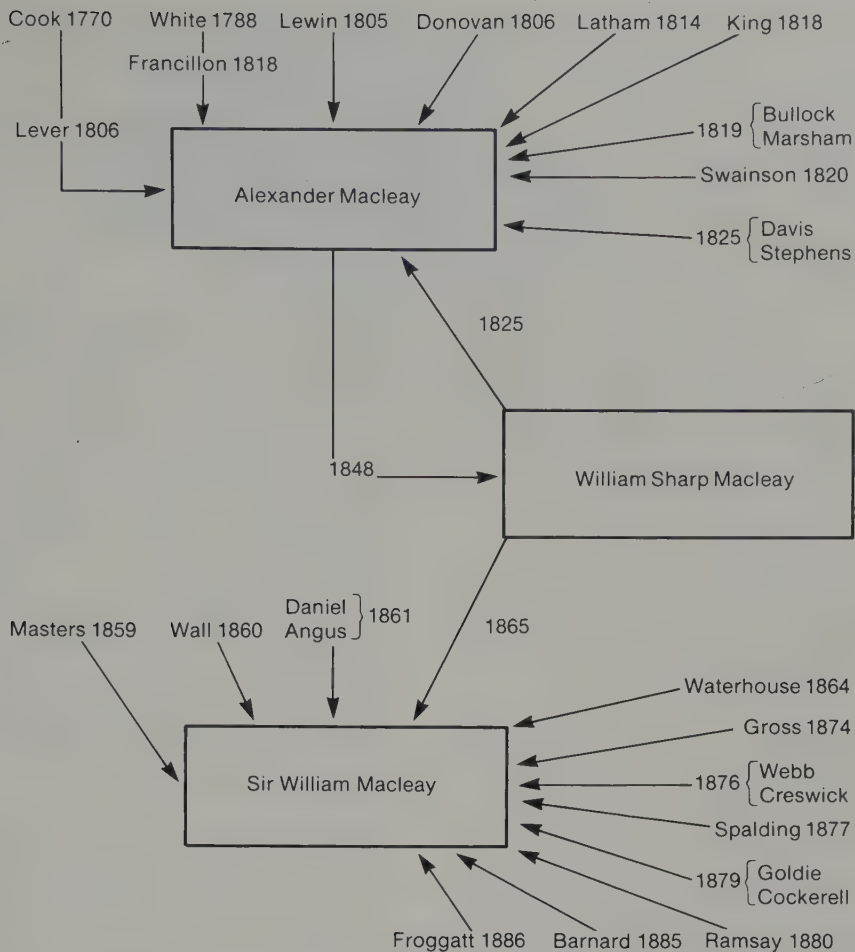 Cook 1770
White 1788
Lewin 1805
Donovan 1806
Latham 1814
King 1818
Francillon 1818
Lever 1806
1819 { Bullock
Marsham
Swainson 1820
Alexander Macleay
1825 { Davis
Stephens
1825
1848
William Sharp Macleay
1865
Masters 1859
Wall 1860
Daniel
Angus } 1861
Waterhouse 1864
Gross 1874
Sir William Macleay
1876 { Webb
Creswick
Spalding 1877
1879 { Goldie
Cockerell
Froggatt 1886
Barnard 1885
Ramsay 1880